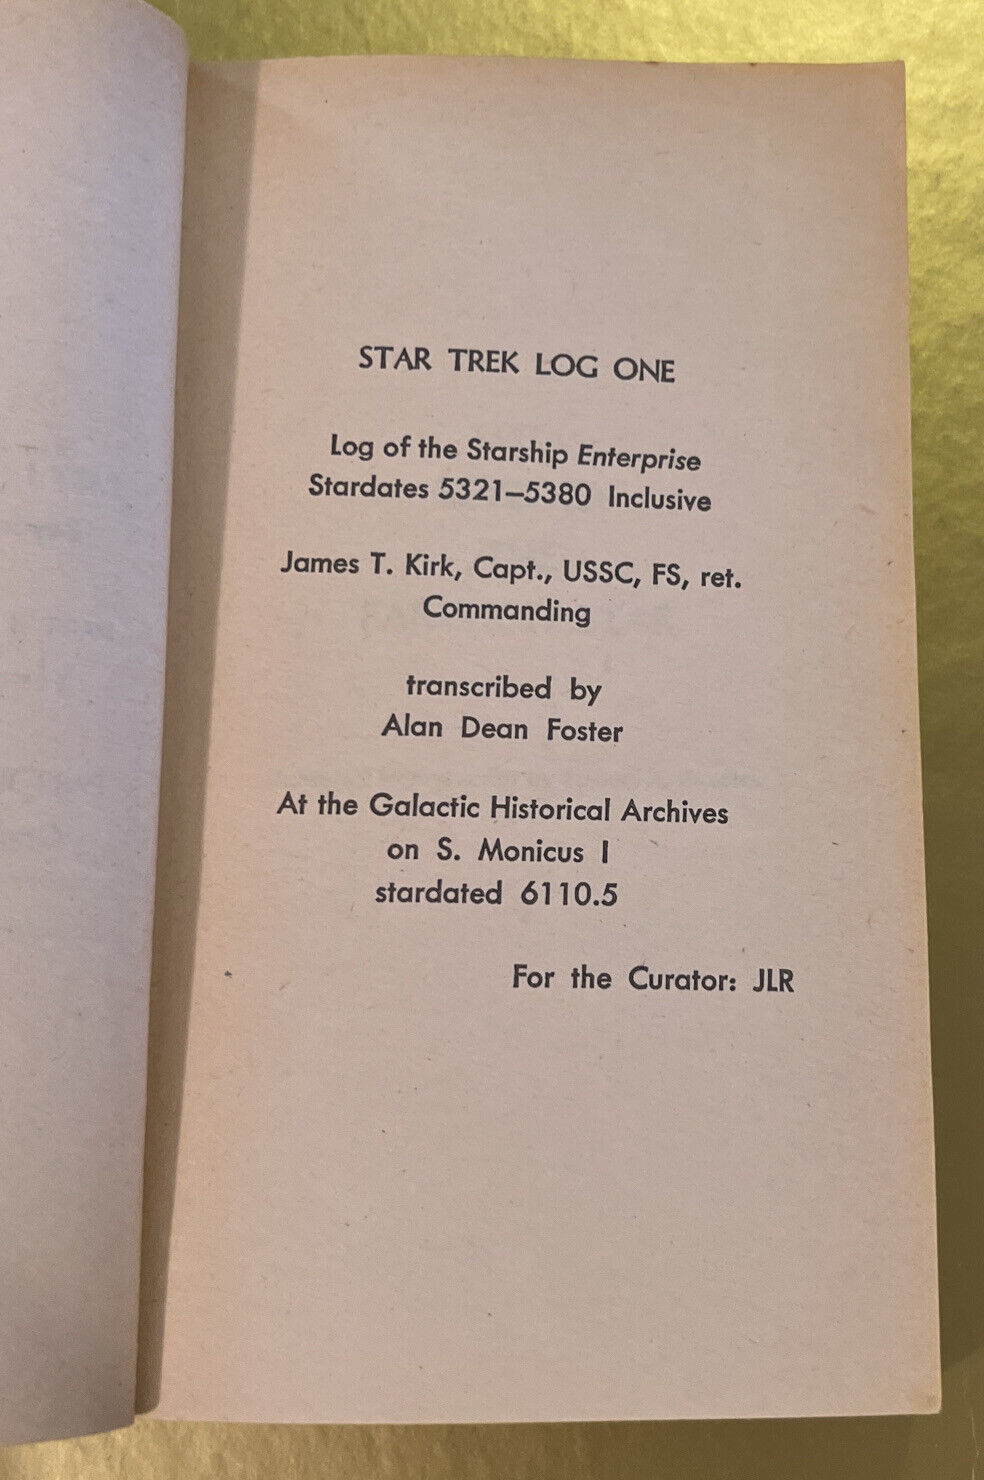 STAR TREK LOG ONE
Log of the Starship Enterprise
Stardates 5321–5380 Inclusive
James T. Kirk, Capt., USSC, FS, ret.
Commanding
transcribed by
Alan Dean Foster
At the Galactic Historical Archives
on S. Monicus I
stardated 6110.5
For the Curator: JLR